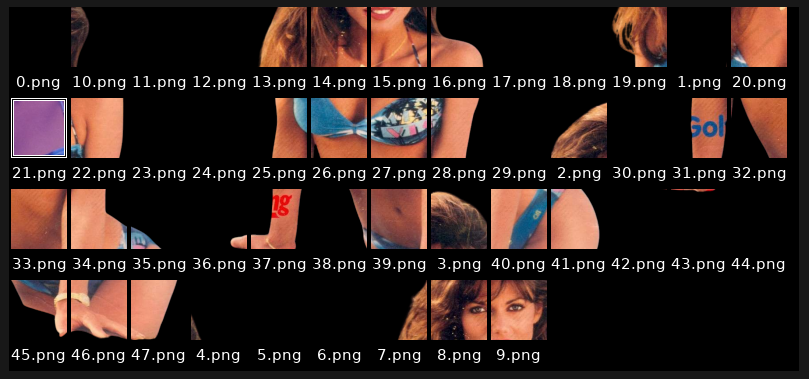 0.png 10.png 11.png 12.png 13.png 14.png 15.png 16.png 17.png 18.png 19.png 1.png 20.png
Gol
21.png 22.png 23.png 24.png 25.png 26.png 27.png 28.png 29.png 2.png 30.png 31.png 32.png
ng
33.png 34.png 35.png 36.png 37.png 38.png 39.png 3.png 40.png 41.png 42.png 43.png 44.png
45.png 46.png 47.png 4.png 5.png 6.png 7.png 8.png 9.png